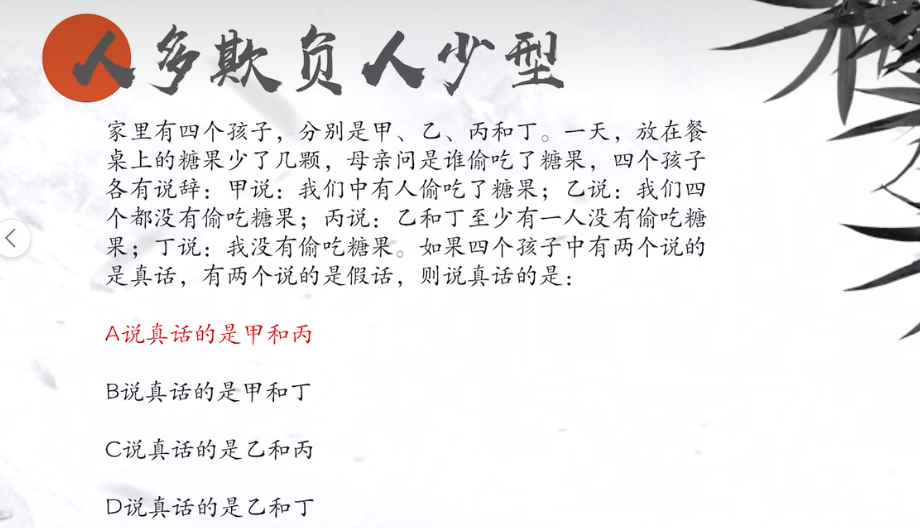 人多欺负人少型
家里有四个孩子，分别是甲、乙、丙和丁。一天，放在餐
桌上的糖果少了几颗，母亲问是谁偷吃了糖果，四个孩子
各有说辞：甲说：我们中有人偷吃了糖果；乙说：我们四
个都没有偷吃糖果；丙说：乙和丁至少有一人没有偷吃糖
果；丁说：我没有偷吃糖果。如果四个孩子中有两个说的
是真话，有两个说的是假话，则说真话的是：
A说真话的是甲和丙
B说真话的是甲和丁
C说真话的是乙和丙
D说真话的是乙和丁